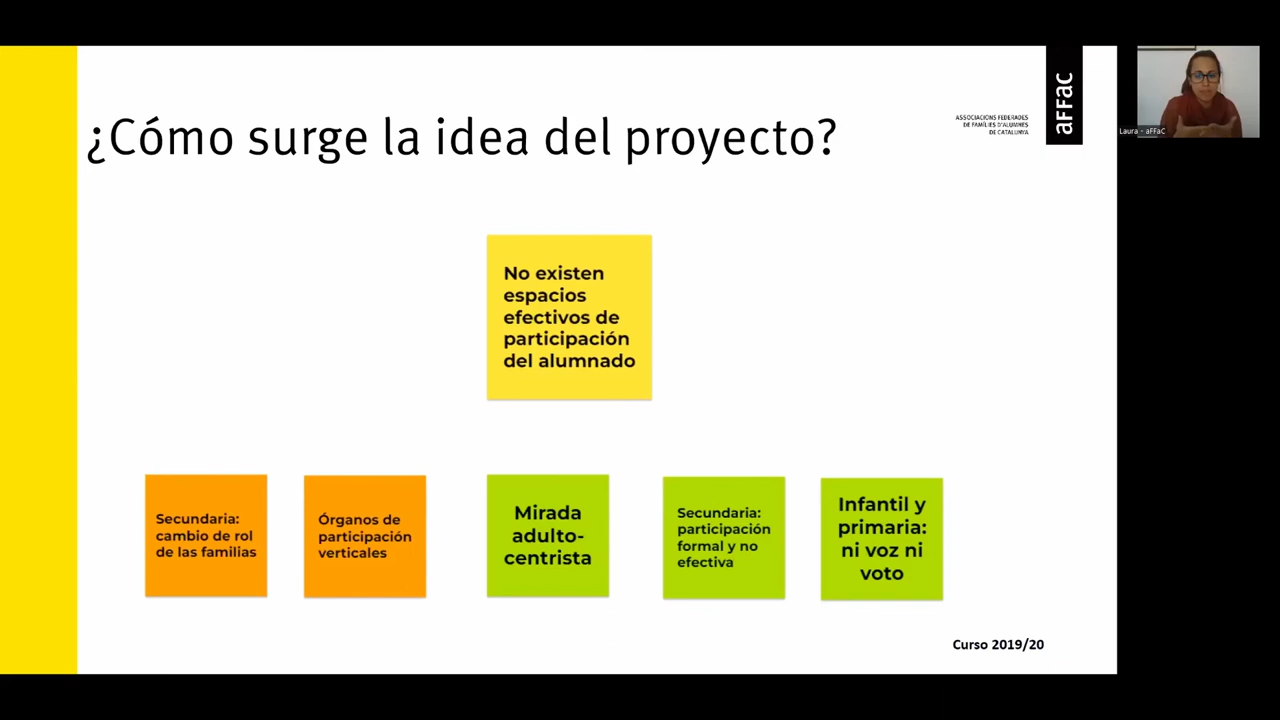 ¿Cómo surge la idea del proyecto?
ASSOCIACIONS FEDERADES
DE FAMÍLIES D'ALUMNES
DE CATALUNYA
aFFaC
Laura - aFFaC
No existen
espacios
efectivos de
participación
del alumnado
Secundaria:
cambio de rol
de las familias
Órganos de
participación
verticales
Mirada
adulto-
centrista
Secundaria:
participación
formal y no
efectiva
Infantil y
primaria:
ni voz ni
voto
Curso 2019/20